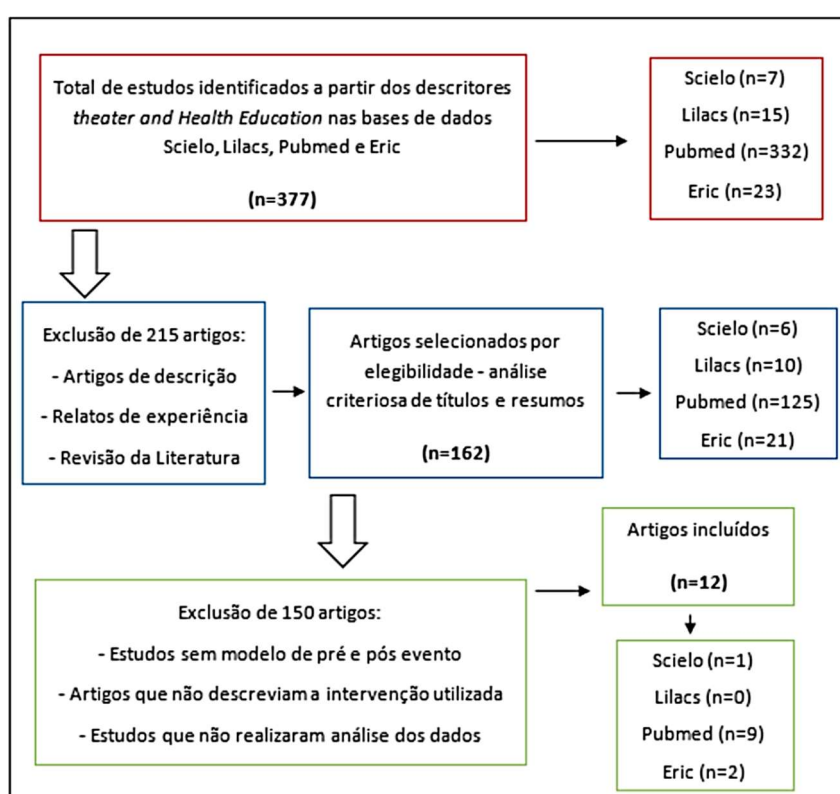 Total de estudos identificados a partir dos descritores
theater and Health Education nas bases de dados
Scielo, Lilacs, Pubmed e Eric
(n=377)
Scielo (n=7)
Lilacs (n=15)
Pubmed (n=332)
Eric (n=23)
Exclusão de 215 artigos:
- Artigos de descrição
- Relatos de experiência
- Revisão da Literatura
Artigos selecionados por
elegibilidade - análise
criteriosa de títulos e resumos
(n=162)
Scielo (n=6)
Lilacs (n=10)
Pubmed (n=125)
Eric (n=21)
Exclusão de 150 artigos:
- Estudos sem modelo de pré e pós evento
- Artigos que não descreviam a intervenção utilizada
- Estudos que não realizaram análise dos dados
Artigos incluídos
(n=12)
Scielo (n=1)
Lilacs (n=0)
Pubmed (n=9)
Eric (n=2)